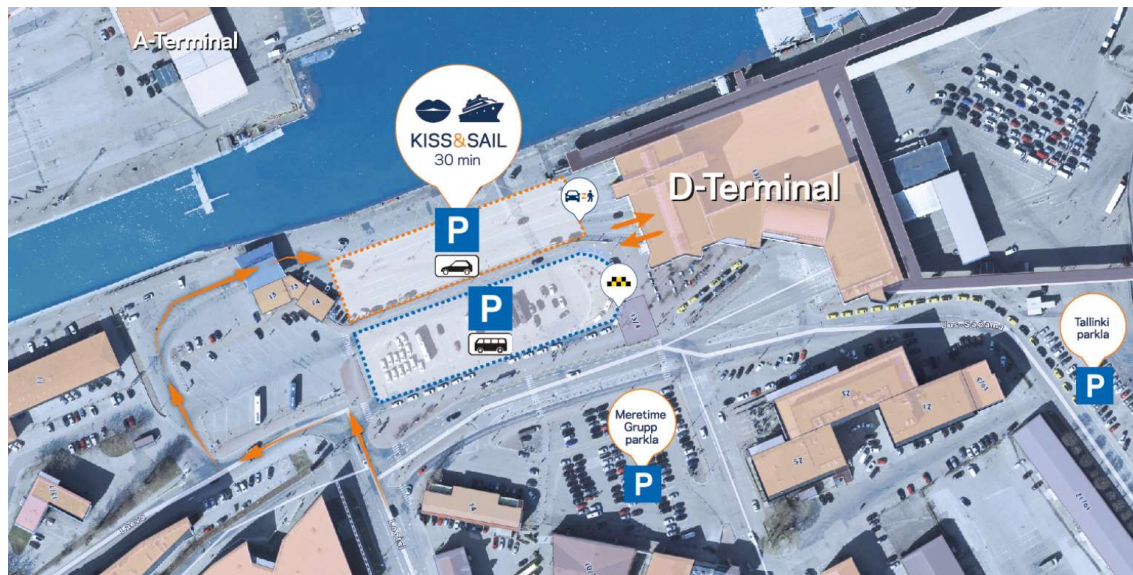 A-Terminal
KISS&SAIL
30 min
P
D-Terminal
P
Tallinki
parkla
P
Meretime
Grupp
parkla
P